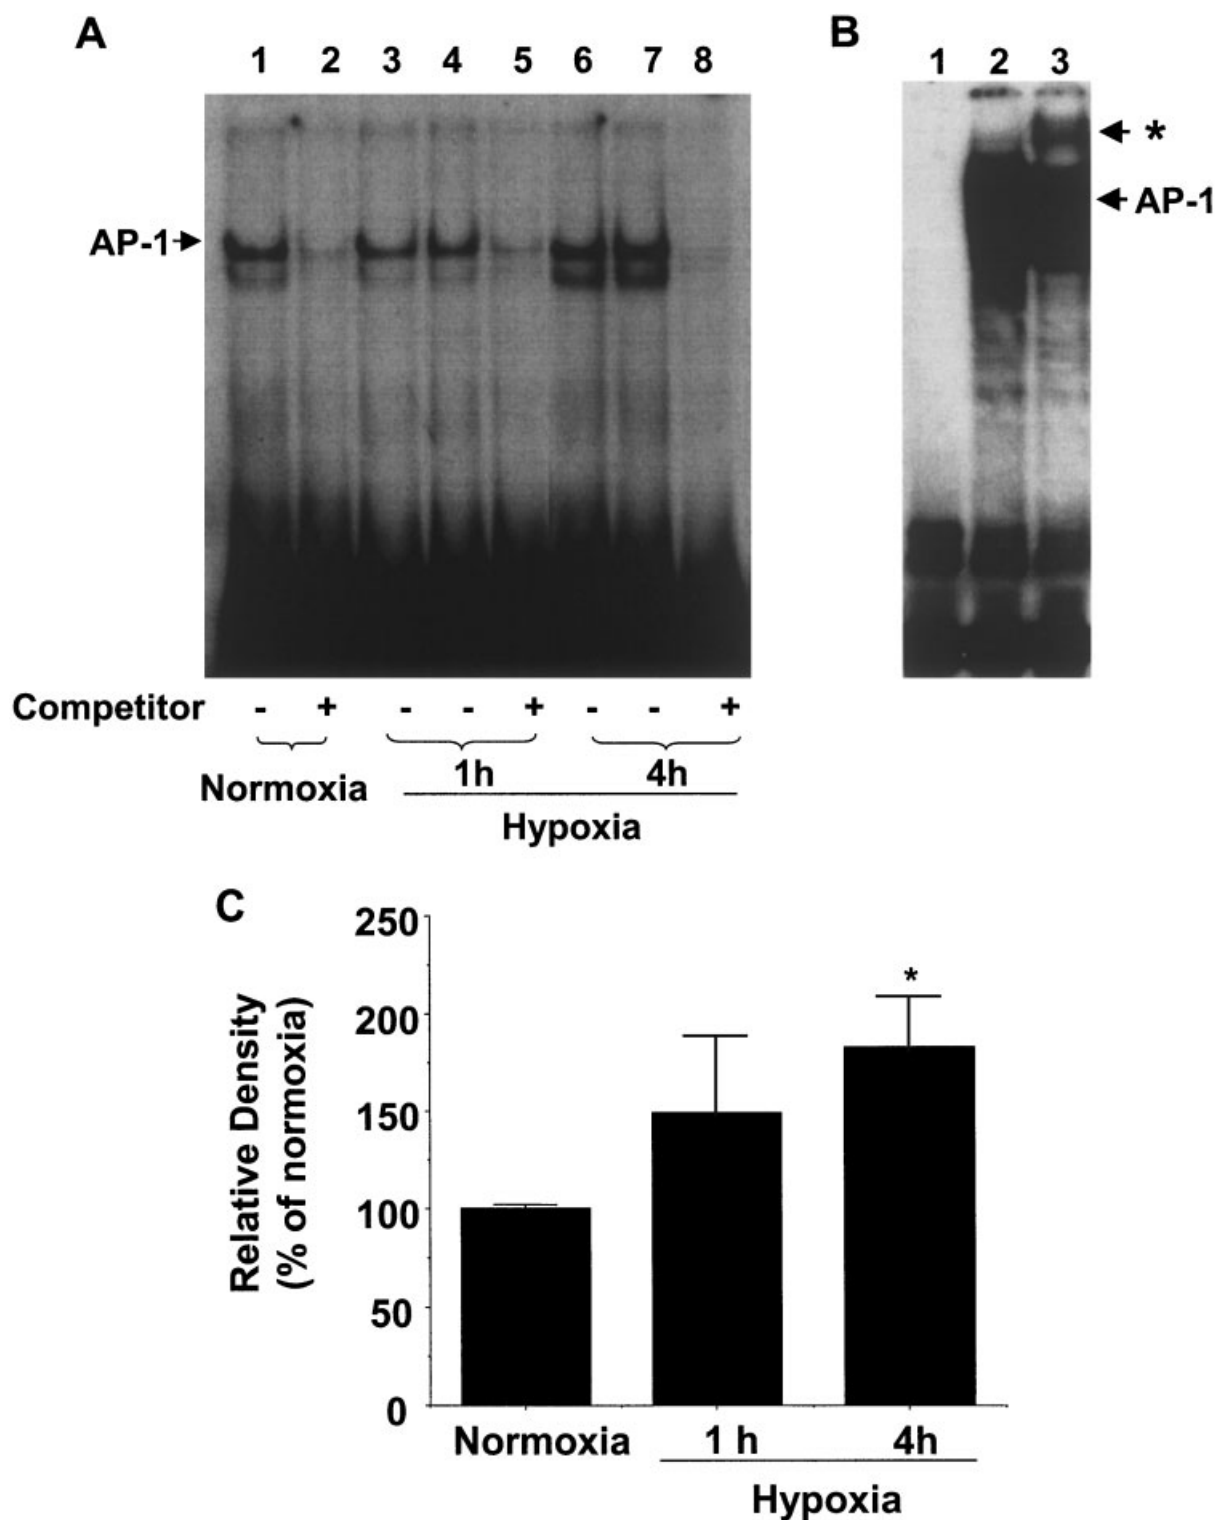 A
1 2 3 4 5 6 7 8
AP-1
Competitor - + - - + - - +
1h 4h
Normoxia
Hypoxia
B
1 2 3
*
AP-1
C
Relative Density
(% of normoxia)
250
200
150
100
50
0
*
Normoxia 1 h 4h
Hypoxia